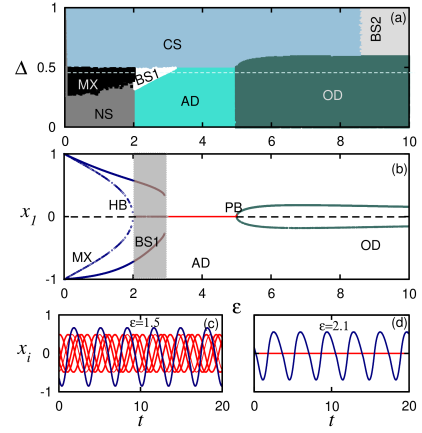 1
(a)
BS2
CS
Δ 0.5
MX
BS1
NS
AD
OD
0
0 2 4 6 8 10
1
(b)
HB
PB
x1 0
MX
BS1
AD
OD
-1
0 2 4 6 8 10
ε
1
ε=1.5
(c)
ε=2.1
(d)
xi 0
-1
0 10 20
0 10 20
t
t